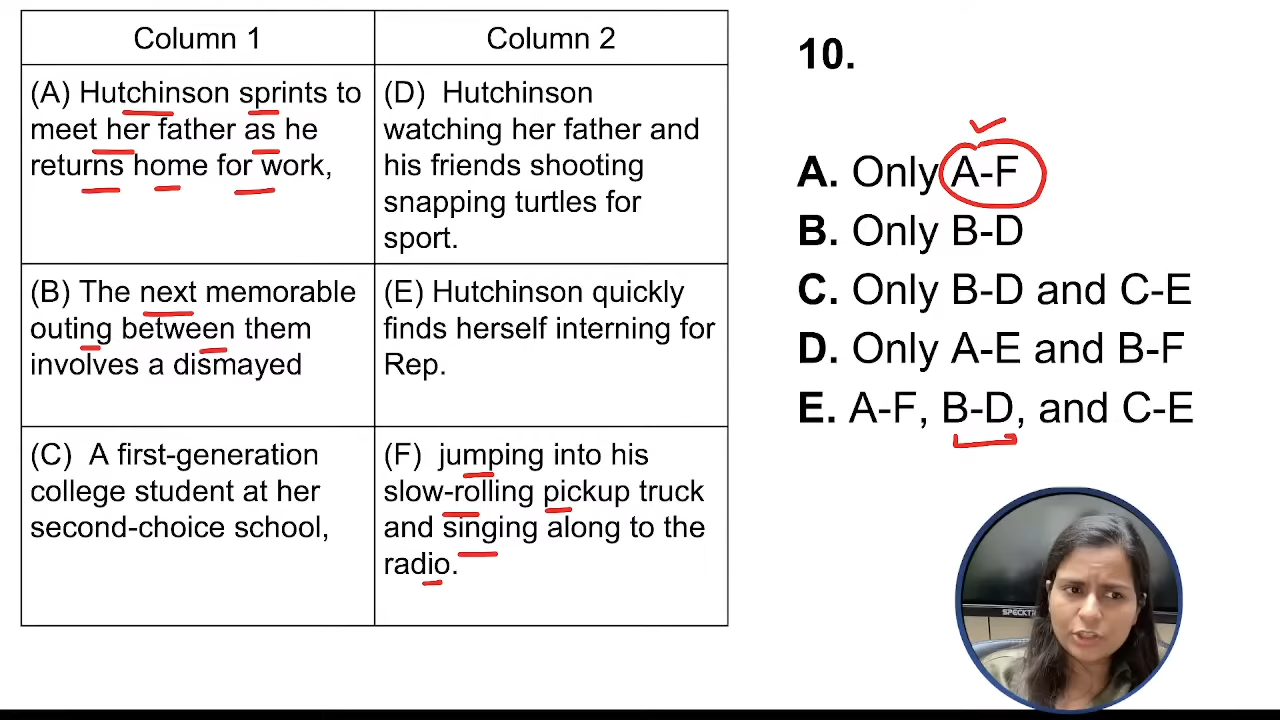 Column 1
Column 2
(A) Hutchinson sprints to
meet her father as he
returns home for work,
(D) Hutchinson
watching her father and
his friends shooting
snapping turtles for
sport.
(B) The next memorable
outing between them
involves a dismayed
(E) Hutchinson quickly
finds herself interning for
Rep.
(C) A first-generation
college student at her
second-choice school,
(F) jumping into his
slow-rolling pickup truck
and singing along to the
radio.
10.
A. Only A-F
B. Only B-D
C. Only B-D and C-E
D. Only A-E and B-F
E. A-F, B-D, and C-E